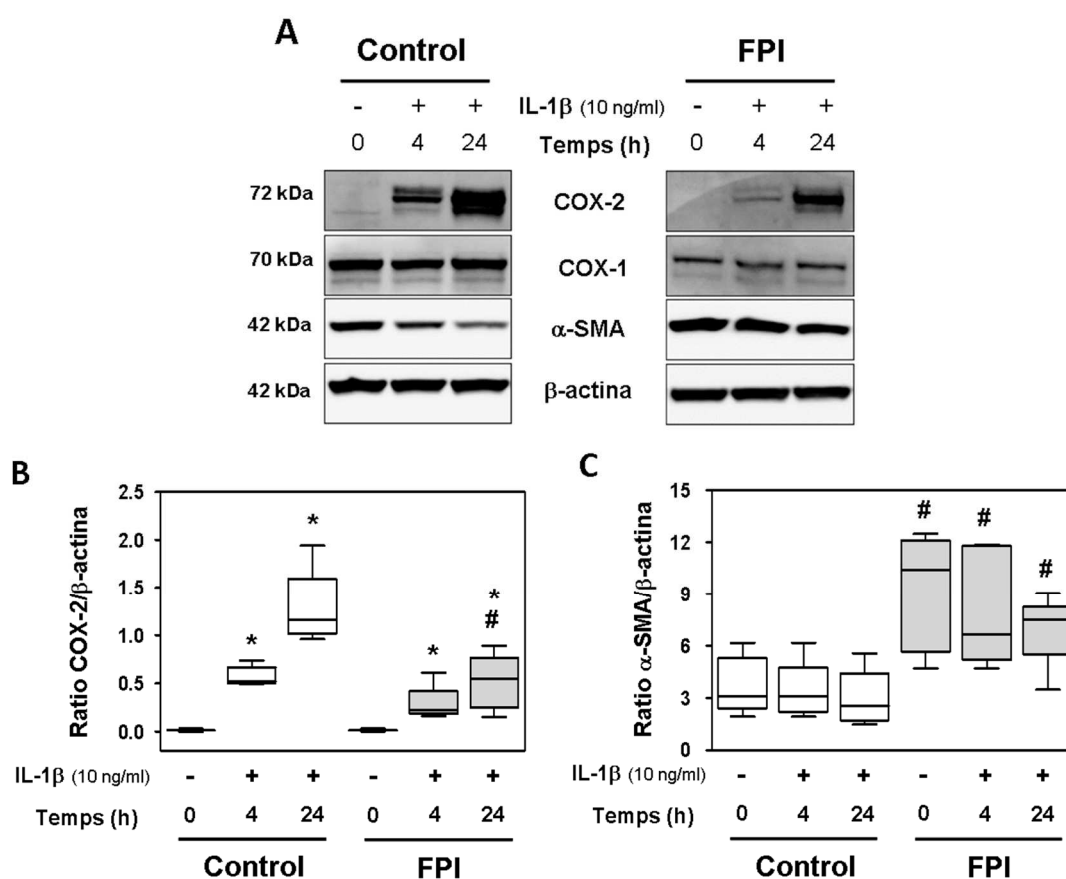 A
Control FPI
- + + IL-1β (10 ng/ml) - + +
0 4 24 Temps (h) 0 4 24
72 kDa COX-2
70 kDa COX-1
42 kDa α-SMA
42 kDa β-actina
B
Ratio COX-2/β-actina
2.5
2.0
1.5
1.0
0.5
0.0
* * * * #
IL-1β (10 ng/ml) - + + - + +
Temps (h) 0 4 24 0 4 24
Control FPI
C
Ratio α-SMA/β-actina
15
12
9
6
3
0
# # #
IL-1β (10 ng/ml) - + + - + +
Temps (h) 0 4 24 0 4 24
Control FPI